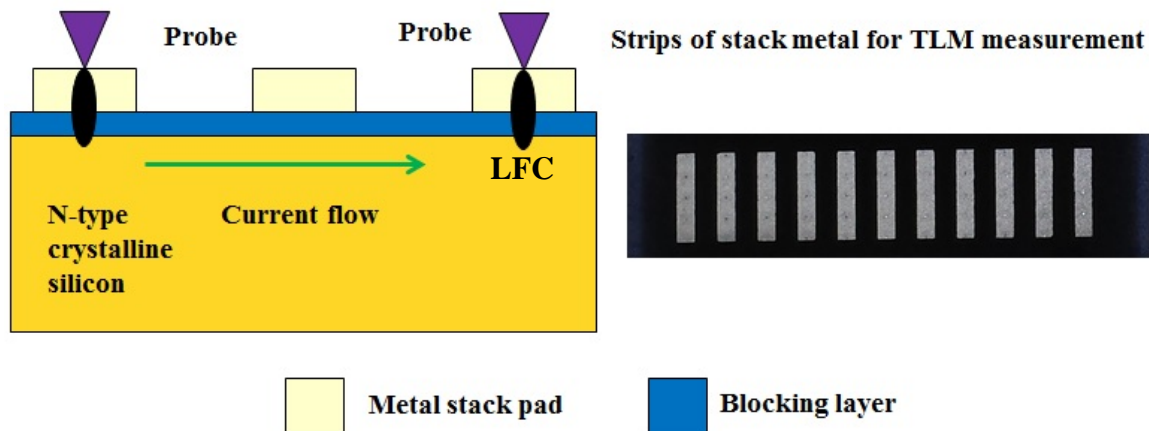 Probe
Probe
Strips of stack metal for TLM measurement
LFC
N-type
crystalline
silicon
Current flow
Metal stack pad
Blocking layer